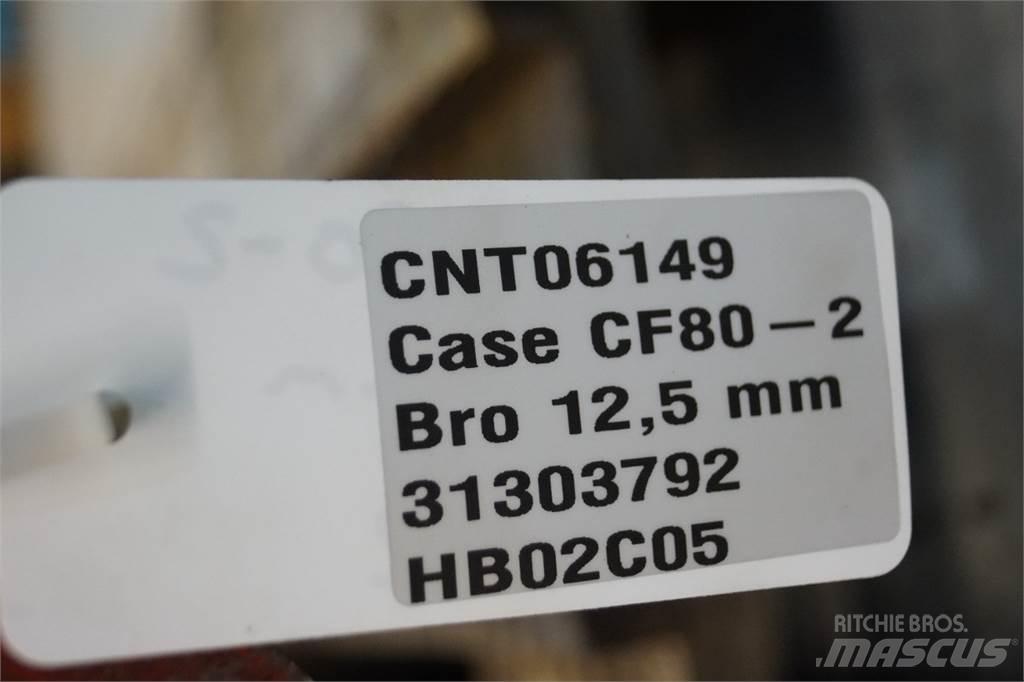 CNT06149
Case CF80-2
Bro 12,5 mm
31303792
HB02C05
RITCHIE BROS.
MASCUS